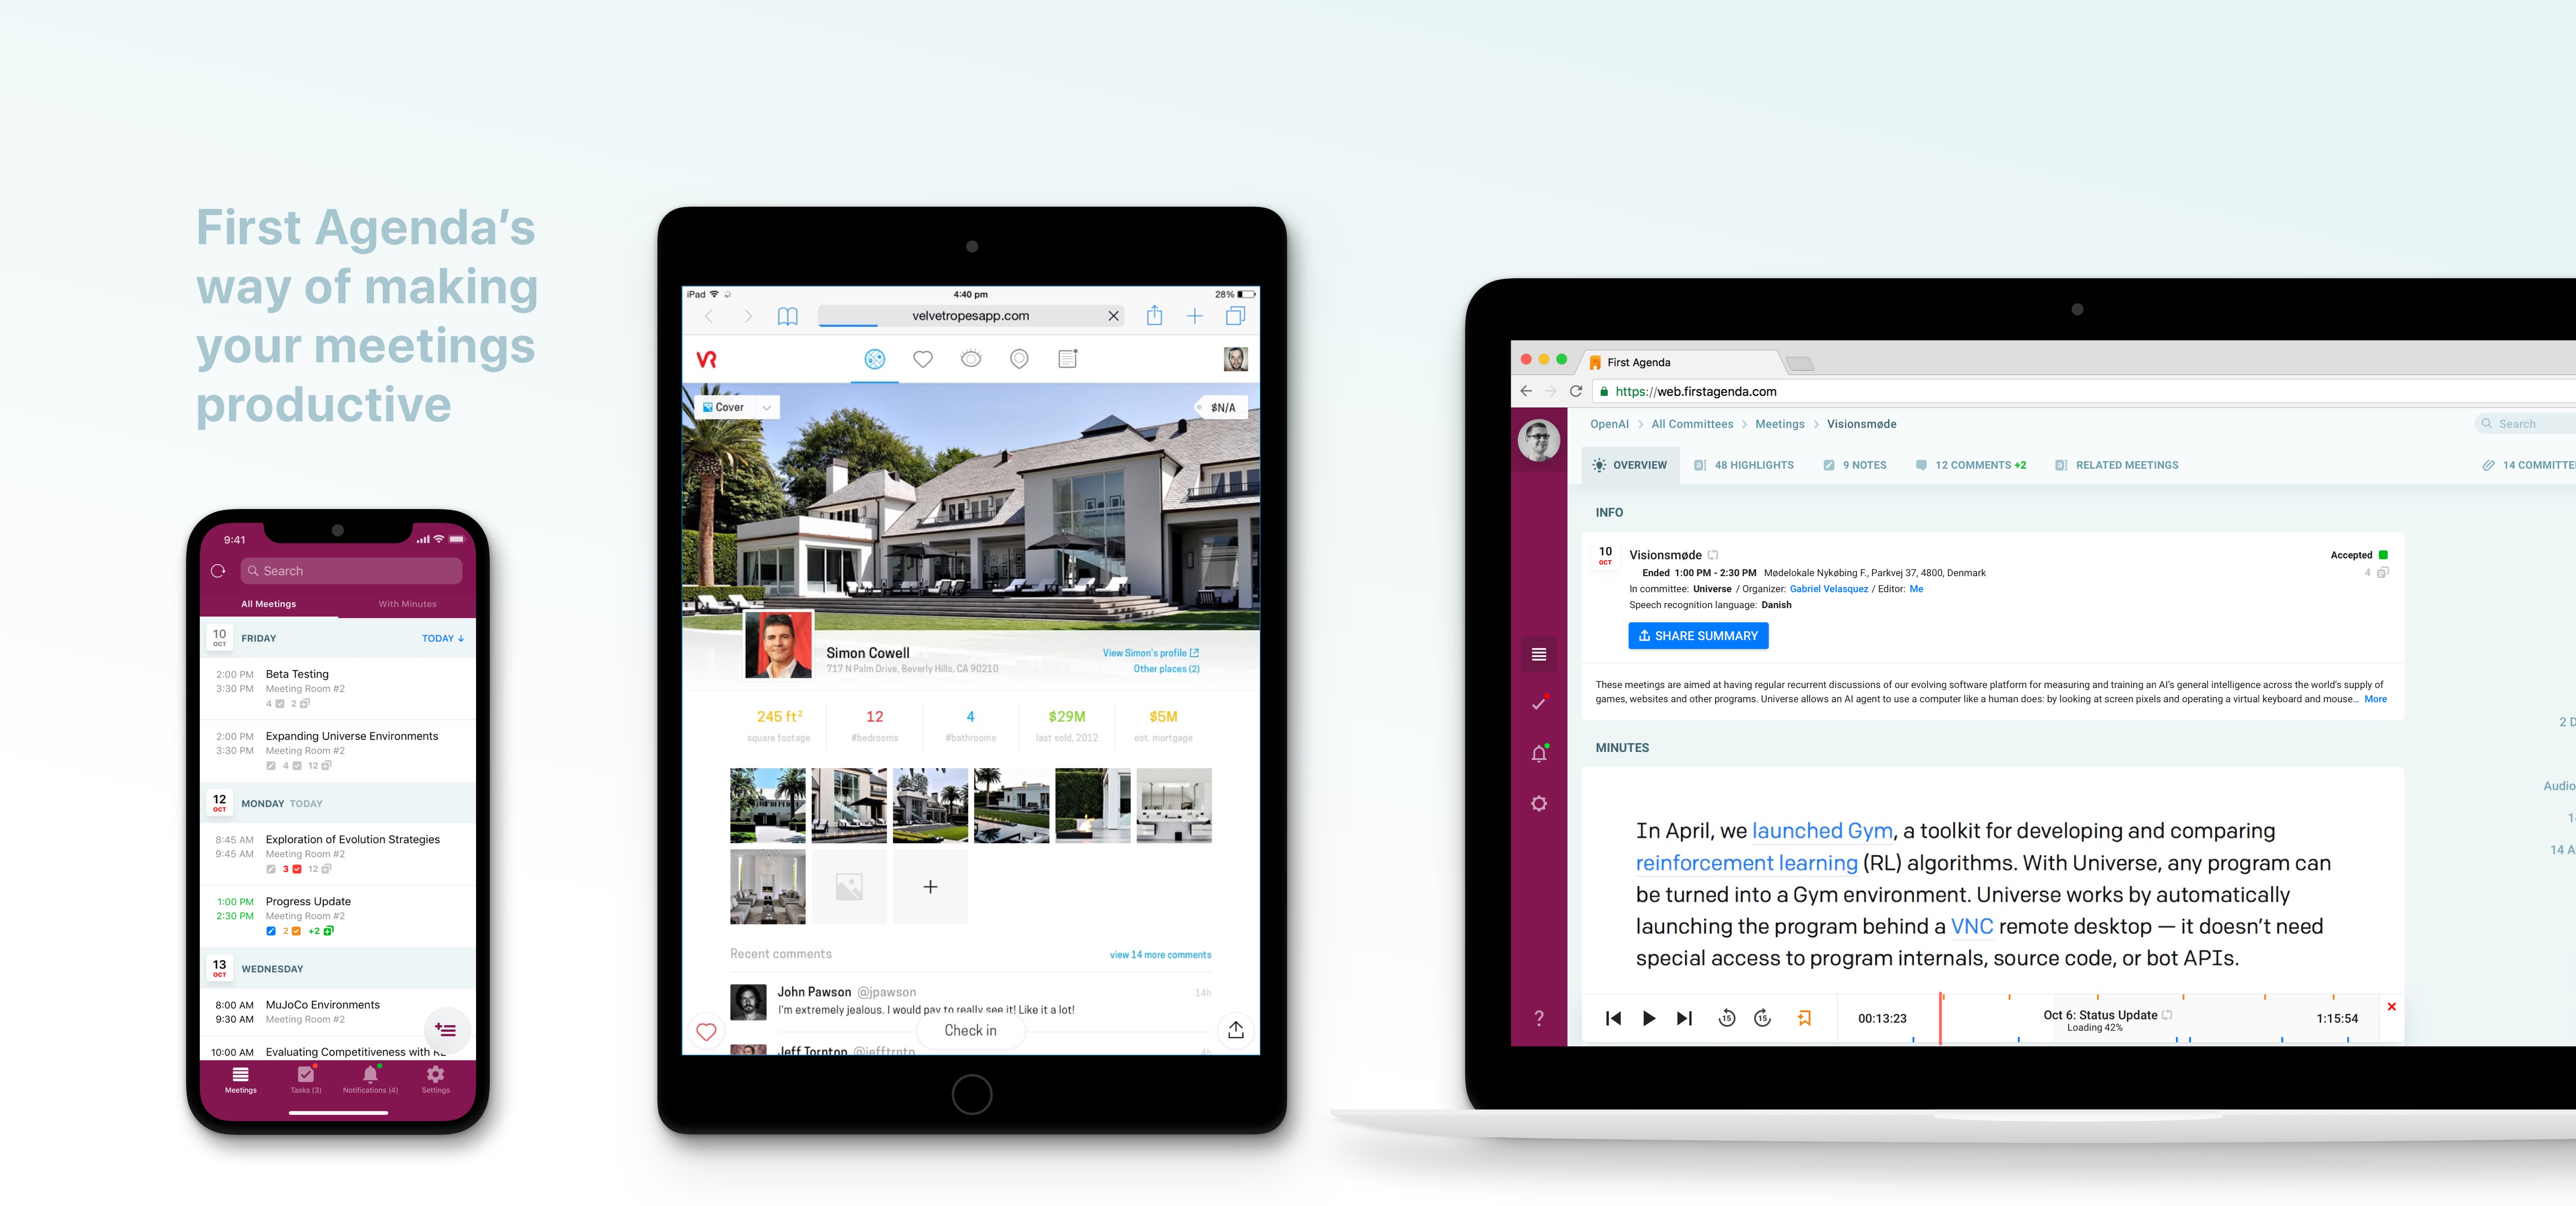 First Agenda’s
way of making
your meetings
productive
9:41
Search
All Meetings
With Minutes
10
OCT
FRIDAY
TODAY ↓
2:00 PM
3:30 PM
Beta Testing
Meeting Room #2
4
2
2:00 PM
3:30 PM
Expanding Universe Environments
Meeting Room #2
4
12
12
OCT
MONDAY TODAY
8:45 AM
9:45 AM
Exploration of Evolution Strategies
Meeting Room #2
3
12
1:00 PM
2:30 PM
Progress Update
Meeting Room #2
2
+2
13
OCT
WEDNESDAY
8:00 AM
9:30 AM
MuJoCo Environments
Meeting Room #2
10:00 AM
Evaluating Competitiveness with
Meetings
Tasks (3)
Notifications (4)
Settings
iPad
4:40 pm
28%
velvetropesapp.com
VR
Cover
$N/A
Simon Cowell
717 N Palm Drive, Beverly Hills, CA 90210
View Simon's profile
Other places (2)
245 ft²
square footage
12
#bedrooms
4
#bathrooms
$29M
last sold, 2012
$5M
est. mortgage
Recent comments
view 14 more comments
John Pawson @jpawson
14h
I'm extremely jealous. I would pay to really see it! Like it a lot!
Check in
Jeff Tornton @jefftrntn
4h
First Agenda
https://web.firstagenda.com
OpenAI > All Committees > Meetings > Visionsmøde
Search
OVERVIEW
48 HIGHLIGHTS
9 NOTES
12 COMMENTS +2
RELATED MEETINGS
14 COMMITTE
INFO
10
OCT
Visionsmøde
Accepted
Ended 1:00 PM - 2:30 PM Mødelokale Nykøbing F., Parkvej 37, 4800, Denmark
4
In committee: Universe / Organizer: Gabriel Velasquez / Editor: Me
Speech recognition language: Danish
SHARE SUMMARY
These meetings are aimed at having regular recurrent discussions of our evolving software platform for measuring and training an AI’s general intelligence across the world’s supply of
games, websites and other programs. Universe allows an AI agent to use a computer like a human does: by looking at screen pixels and operating a virtual keyboard and mouse... More
2 D
MINUTES
Audio
14 A
In April, we launched Gym, a toolkit for developing and comparing
reinforcement learning (RL) algorithms. With Universe, any program can
be turned into a Gym environment. Universe works by automatically
launching the program behind a VNC remote desktop — it doesn’t need
special access to program internals, source code, or bot APIs.
15
15
00:13:23
Oct 6: Status Update
Loading 42%
1:15:54
?